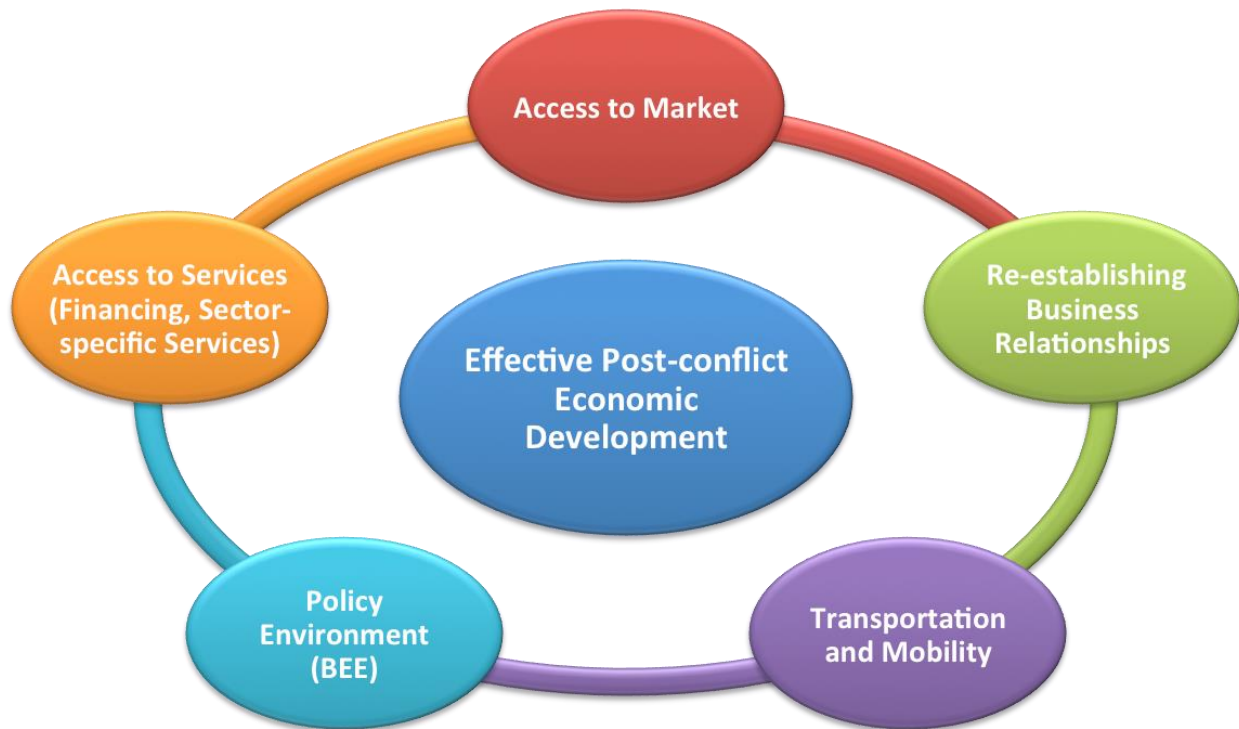 Access to Market
Access to Services
(Financing, Sector-
specific Services)
Re-establishing
Business
Relationships
Effective Post-conflict
Economic
Development
Policy
Environment
(BEE)
Transportation
and Mobility